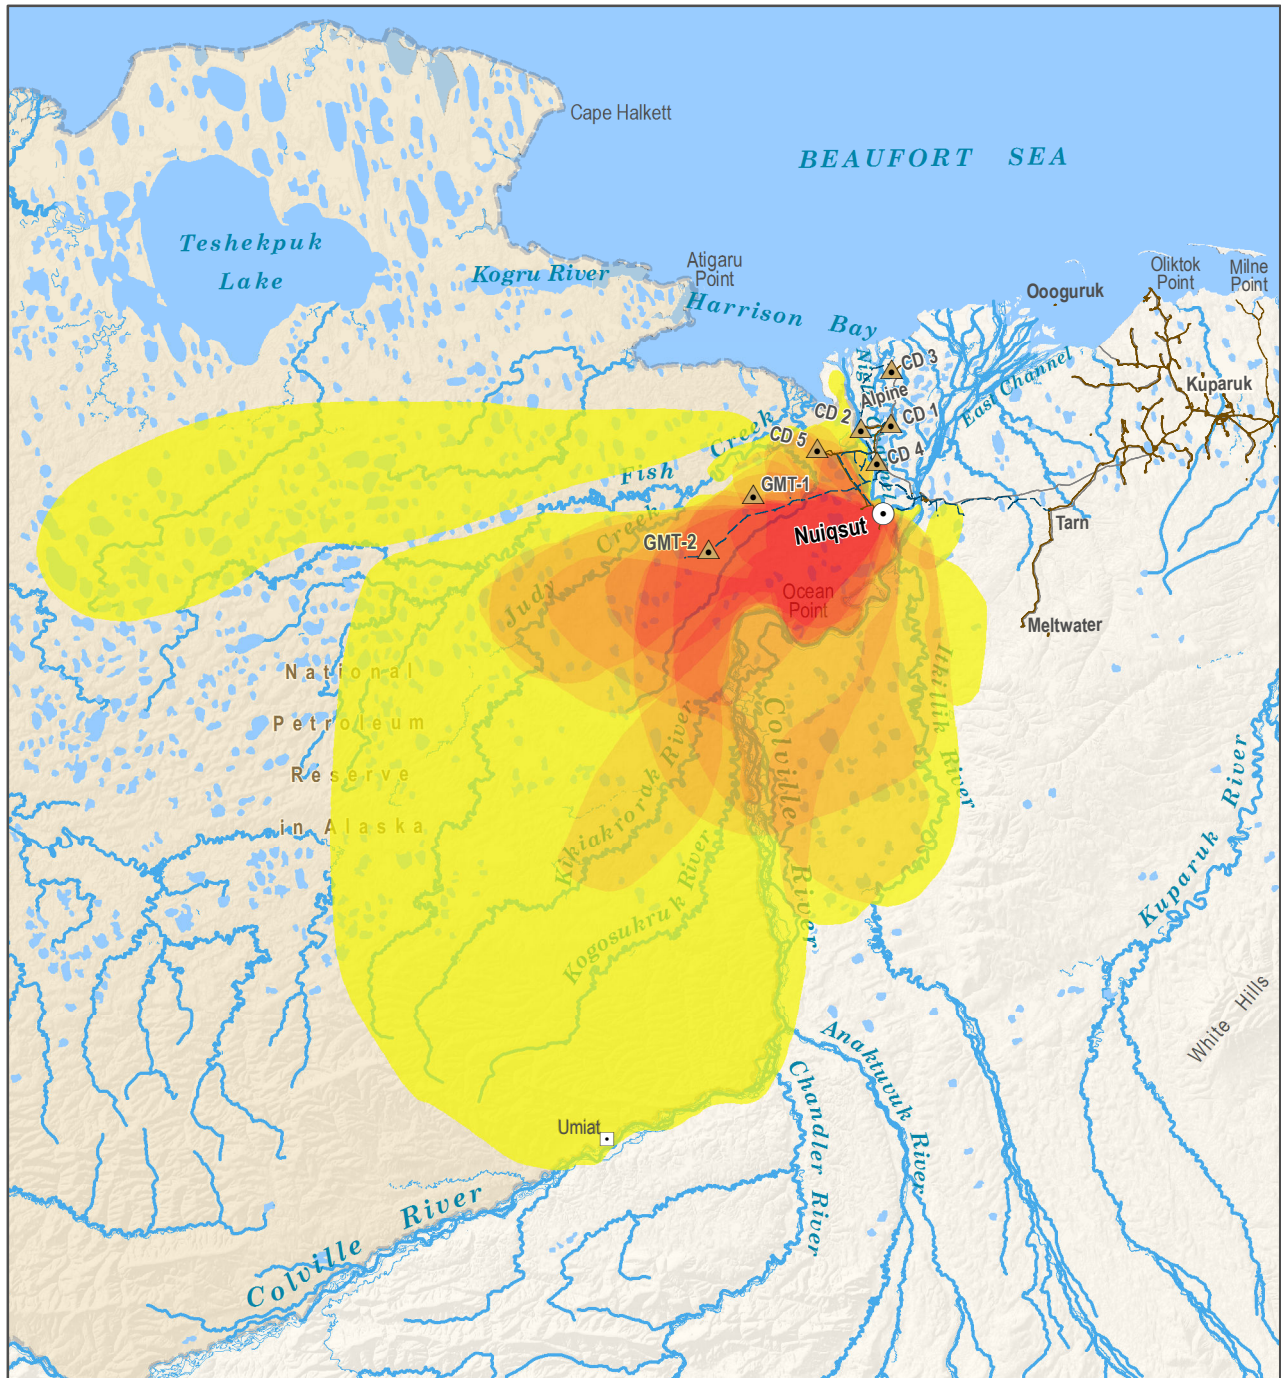 Cape Halkett
BEAUFORT SEA
Teshekpuk
Lake
Kogru River
Atigaru
Point
Harrison Bay
Oooguruk
Oliktok
Point
Milne
Point
CD 3
Alpine
East Channel
Kuparuk
CD 2
CD 1
CD 5
CD 4
Creek
Fish
GMT-1
Creek
Judy
GMT-2
Nuiqsut
Tarn
Ocean
Point
Meltwater
National
Petroleum
Reserve
in Alaska
Itkillik River
Colville River
Kikiakrorak River
Kogosukruk River
Kuparuk River
White Hills
Anaktuvuk River
Chandler River
Umiat
Colville River